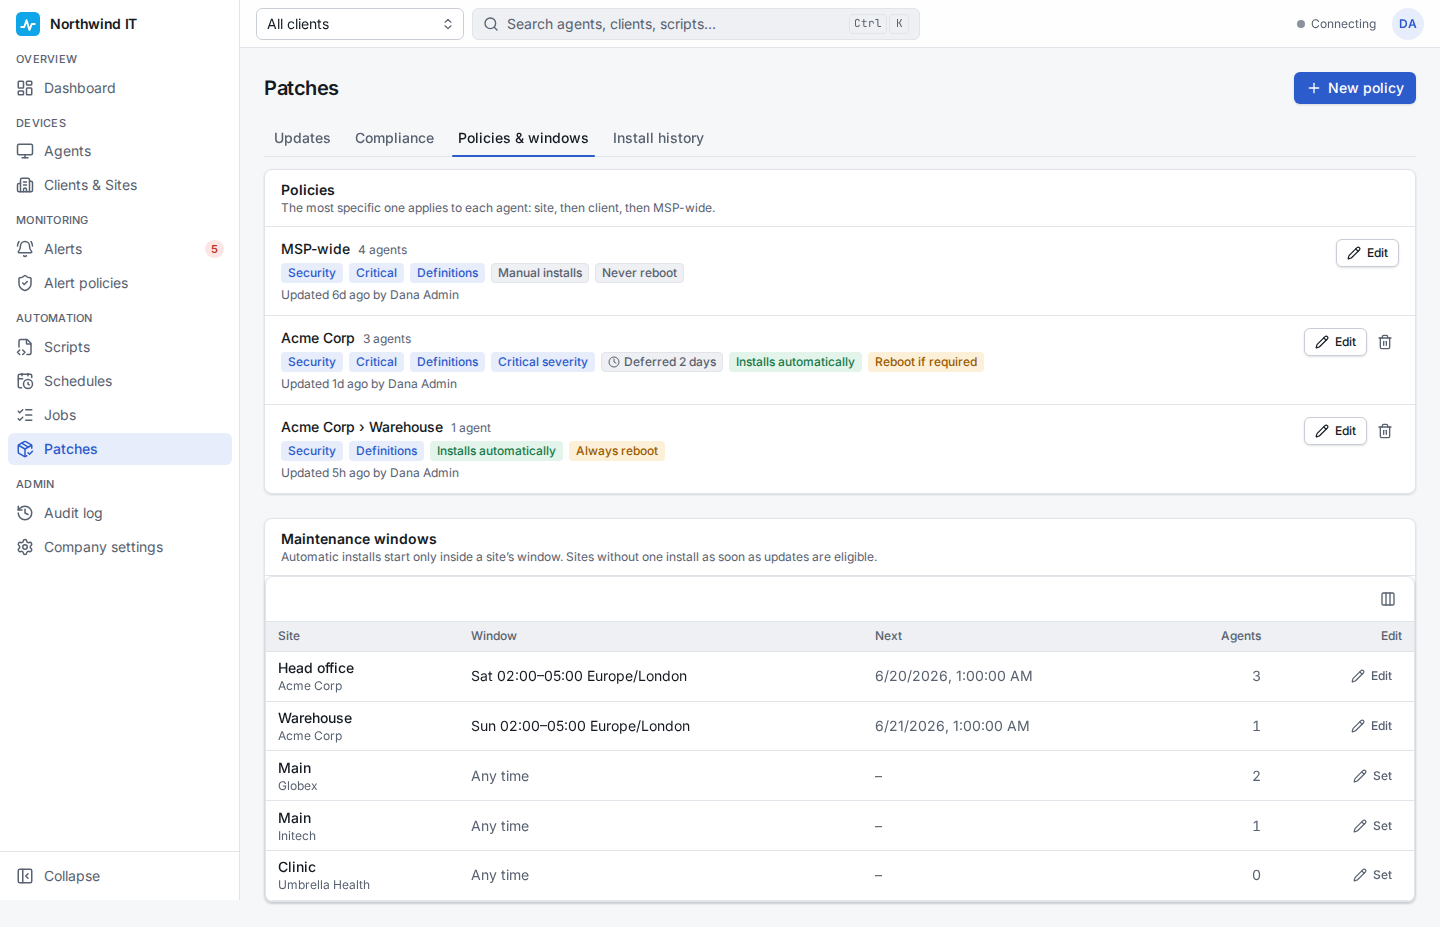 Northwind IT
All clients
Search agents, clients, scripts...
Ctrl K
Connecting
DA
OVERVIEW
Dashboard
DEVICES
Agents
Clients & Sites
MONITORING
Alerts 5
Alert policies
AUTOMATION
Scripts
Schedules
Jobs
Patches
ADMIN
Audit log
Company settings
Collapse
Patches
New policy
Updates Compliance Policies & windows Install history
Policies
The most specific one applies to each agent: site, then client, then MSP-wide.
MSP-wide 4 agents
Edit
Security Critical Definitions Manual installs Never reboot
Updated 6d ago by Dana Admin
Acme Corp 3 agents
Edit
Security Critical Definitions Critical severity Deferred 2 days Installs automatically Reboot if required
Updated 1d ago by Dana Admin
Acme Corp › Warehouse 1 agent
Edit
Security Definitions Installs automatically Always reboot
Updated 5h ago by Dana Admin
Maintenance windows
Automatic installs start only inside a site’s window. Sites without one install as soon as updates are eligible.
Site Window Next Agents Edit
Head office
Acme Corp
Sat 02:00–05:00 Europe/London 6/20/2026, 1:00:00 AM 3 Edit
Warehouse
Acme Corp
Sun 02:00–05:00 Europe/London 6/21/2026, 1:00:00 AM 1 Edit
Main
Globex
Any time – 2 Set
Main
Initech
Any time – 1 Set
Clinic
Umbrella Health
Any time – 0 Set